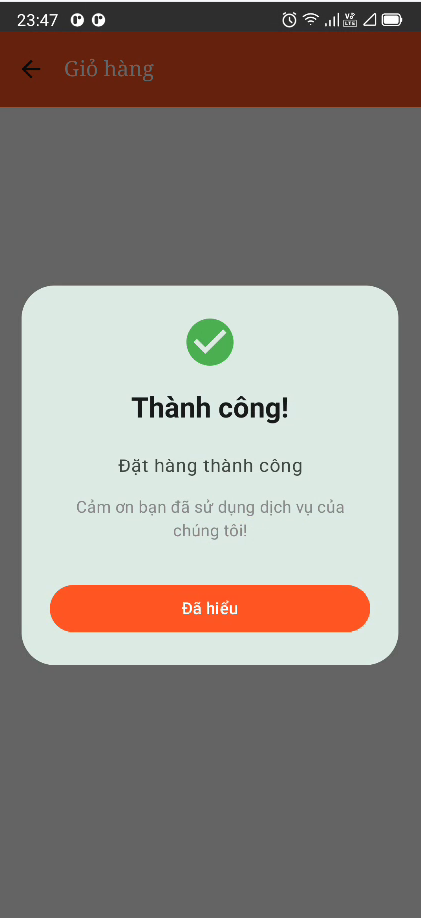 23:47
Giỏ hàng
Thành công!
Đặt hàng thành công
Cảm ơn bạn đã sử dụng dịch vụ của
chúng tôi!
Đã hiểu